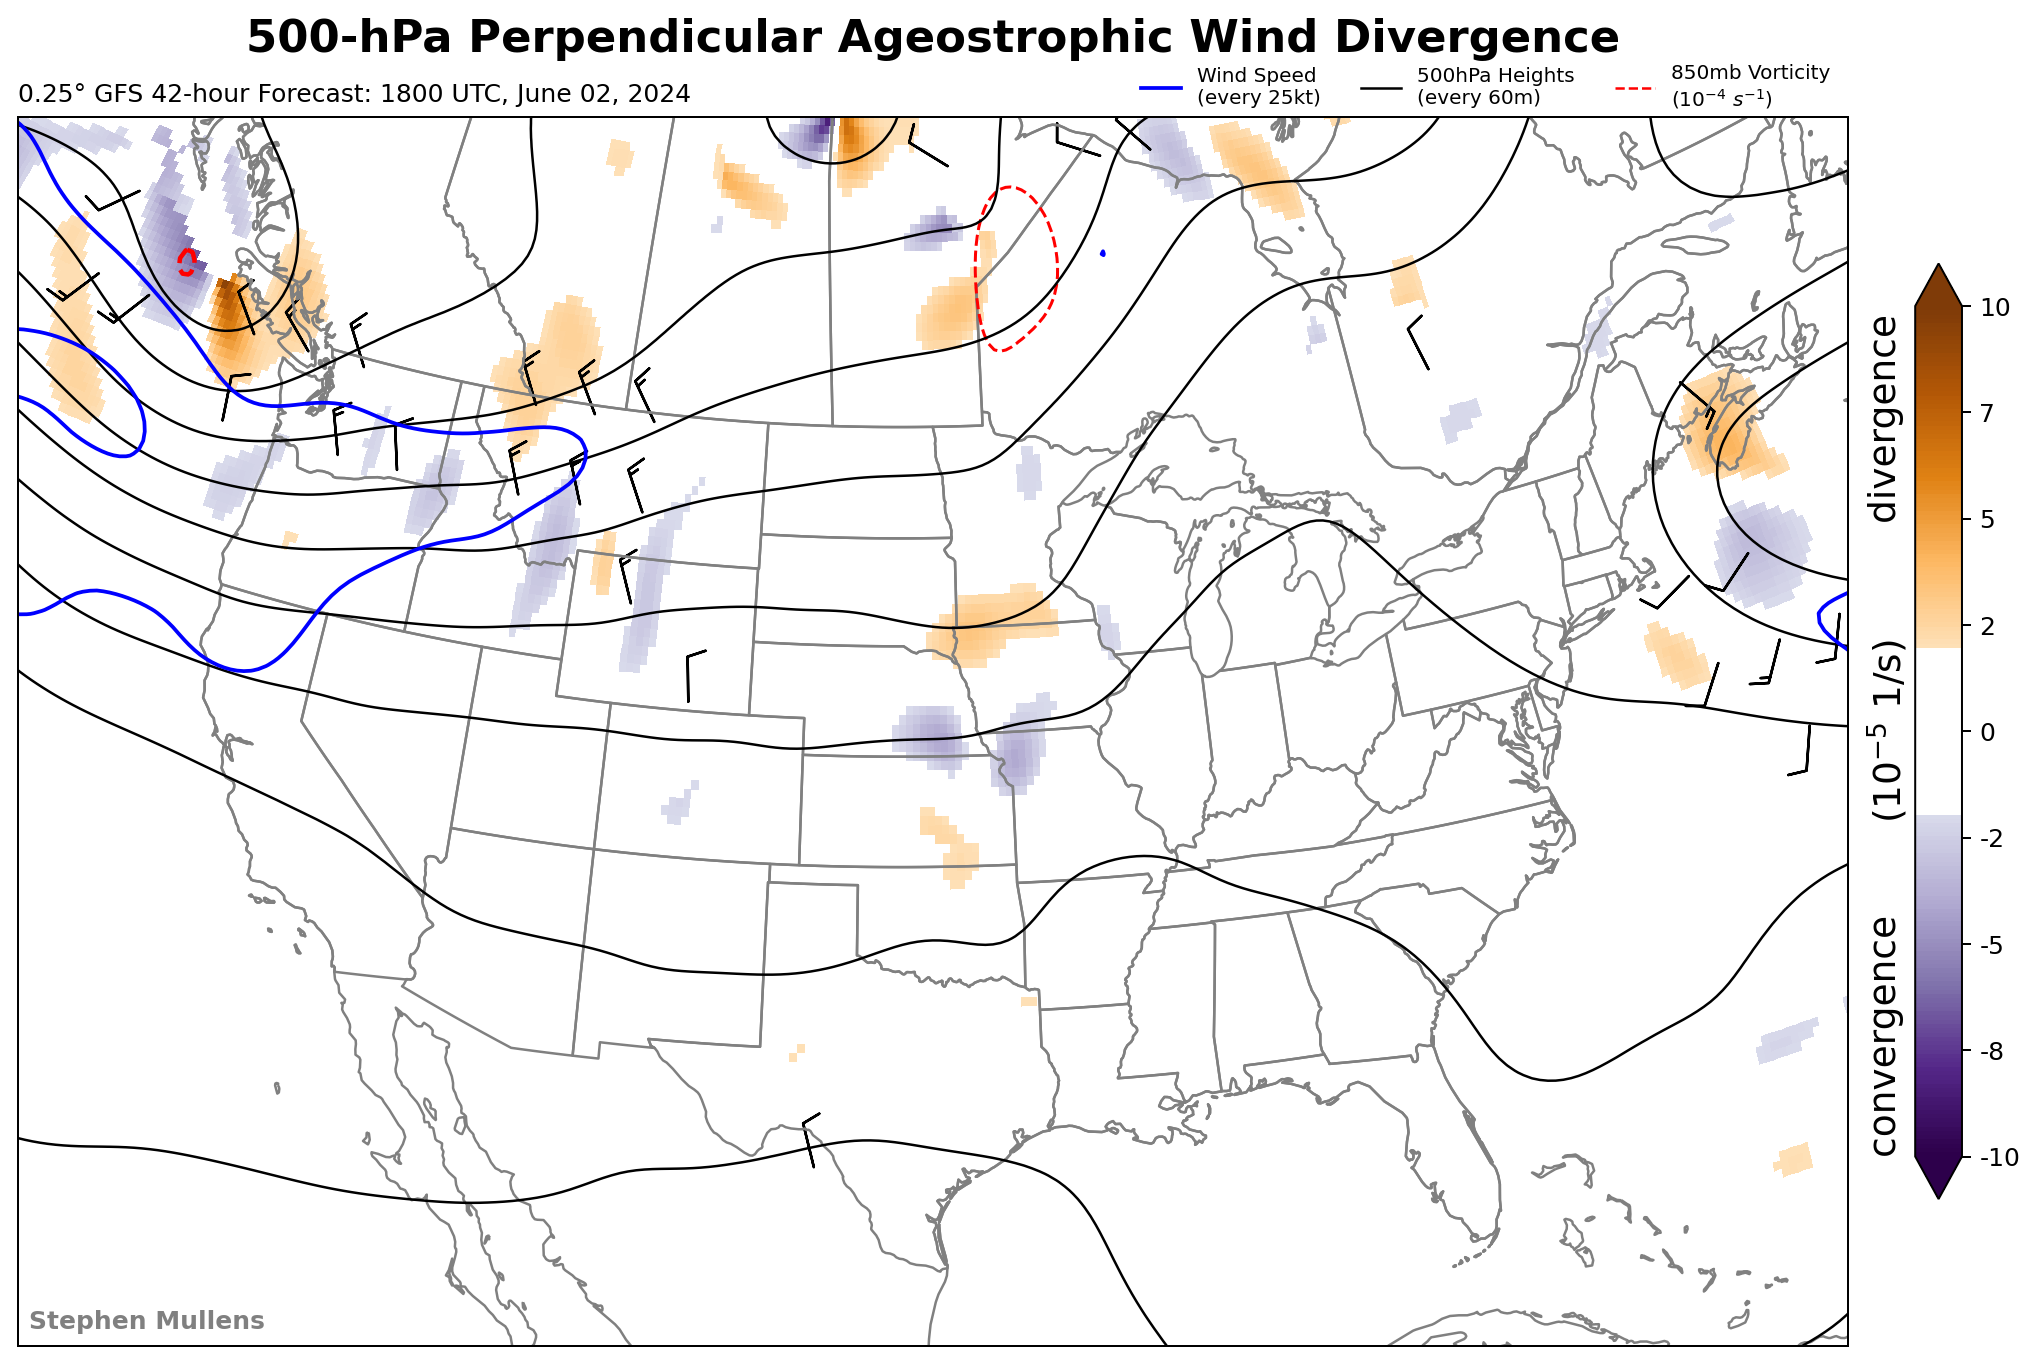 500-hPa Perpendicular Ageostrophic Wind Divergence
0.25° GFS 42-hour Forecast: 1800 UTC, June 02, 2024
Wind Speed
(every 25kt)
500hPa Heights
(every 60m)
850mb Vorticity
(10⁻⁴ s⁻¹)
10
7
5
2
0
-2
-5
-8
-10
convergence (10⁻⁵ 1/s) divergence
Stephen Mullens